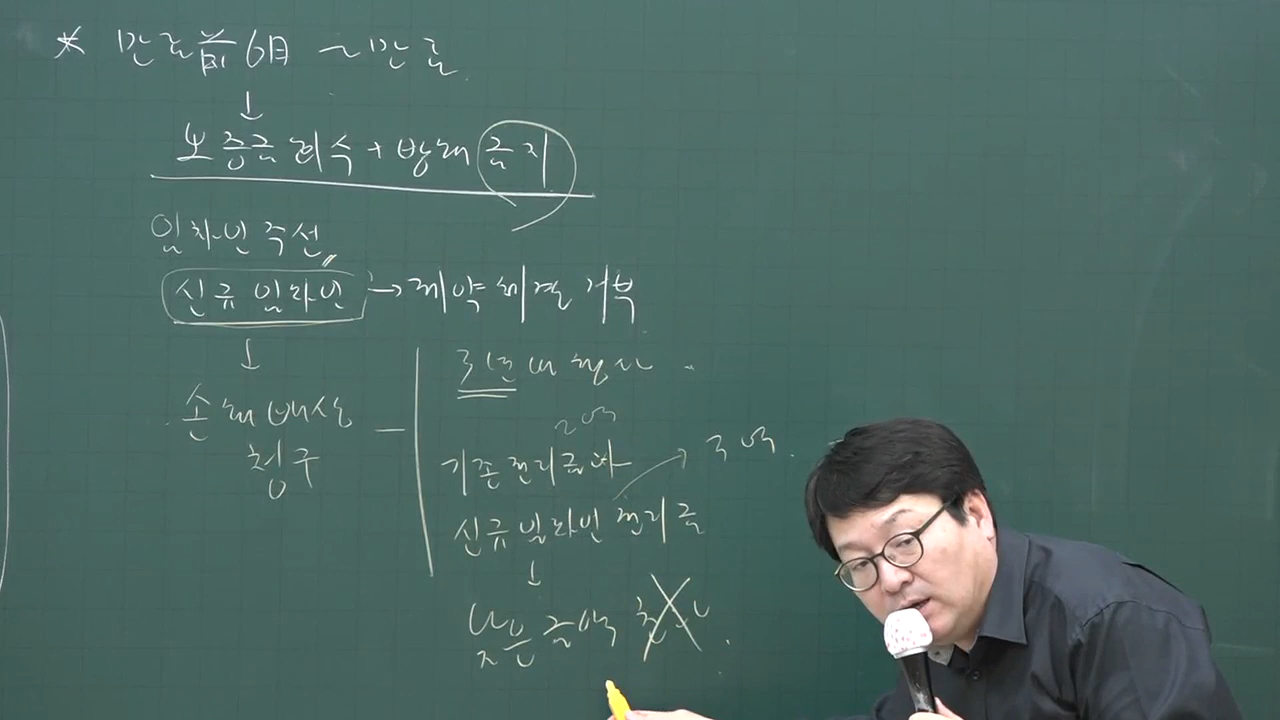 * 만료前 6月 ~ 만료
↓
보증금 회수 + 방해 금지
임차인 주선
신규 임차인 → 계약 체결 거부
↓
손해배상 청구
3년 내 행사
2억
기존 권리금과
3억
신규 임차인 권리금
↓
낮은 금액 초과